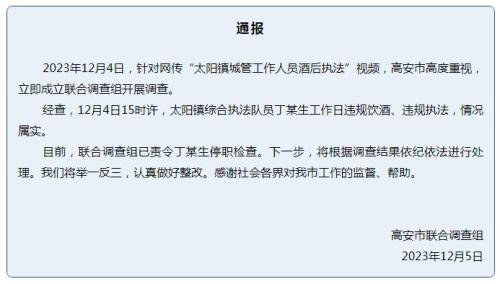 通报
2023年12月4日，针对网传“太阳镇城管工作人员酒后执法”视频，高安市高度重视，
立即成立联合调查组开展调查。
经查，12月4日15时许，太阳镇综合执法队员丁某生工作日违规饮酒、违规执法，情况
属实。
目前，联合调查组已责令丁某生停职检查。下一步，将根据调查结果依纪依法进行处
理。我们将举一反三，认真做好整改。感谢社会各界对我市工作的监督、帮助。
高安市联合调查组
2023年12月5日